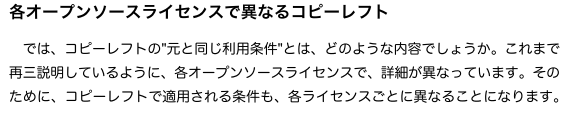 各オープンソースライセンスで異なるコピーレフト
では、コピーレフトの"元と同じ利用条件"とは、どのような内容でしょうか。これまで
再三説明しているように、各オープンソースライセンスで、詳細が異なっています。その
ために、コピーレフトで適用される条件も、各ライセンスごとに異なることになります。